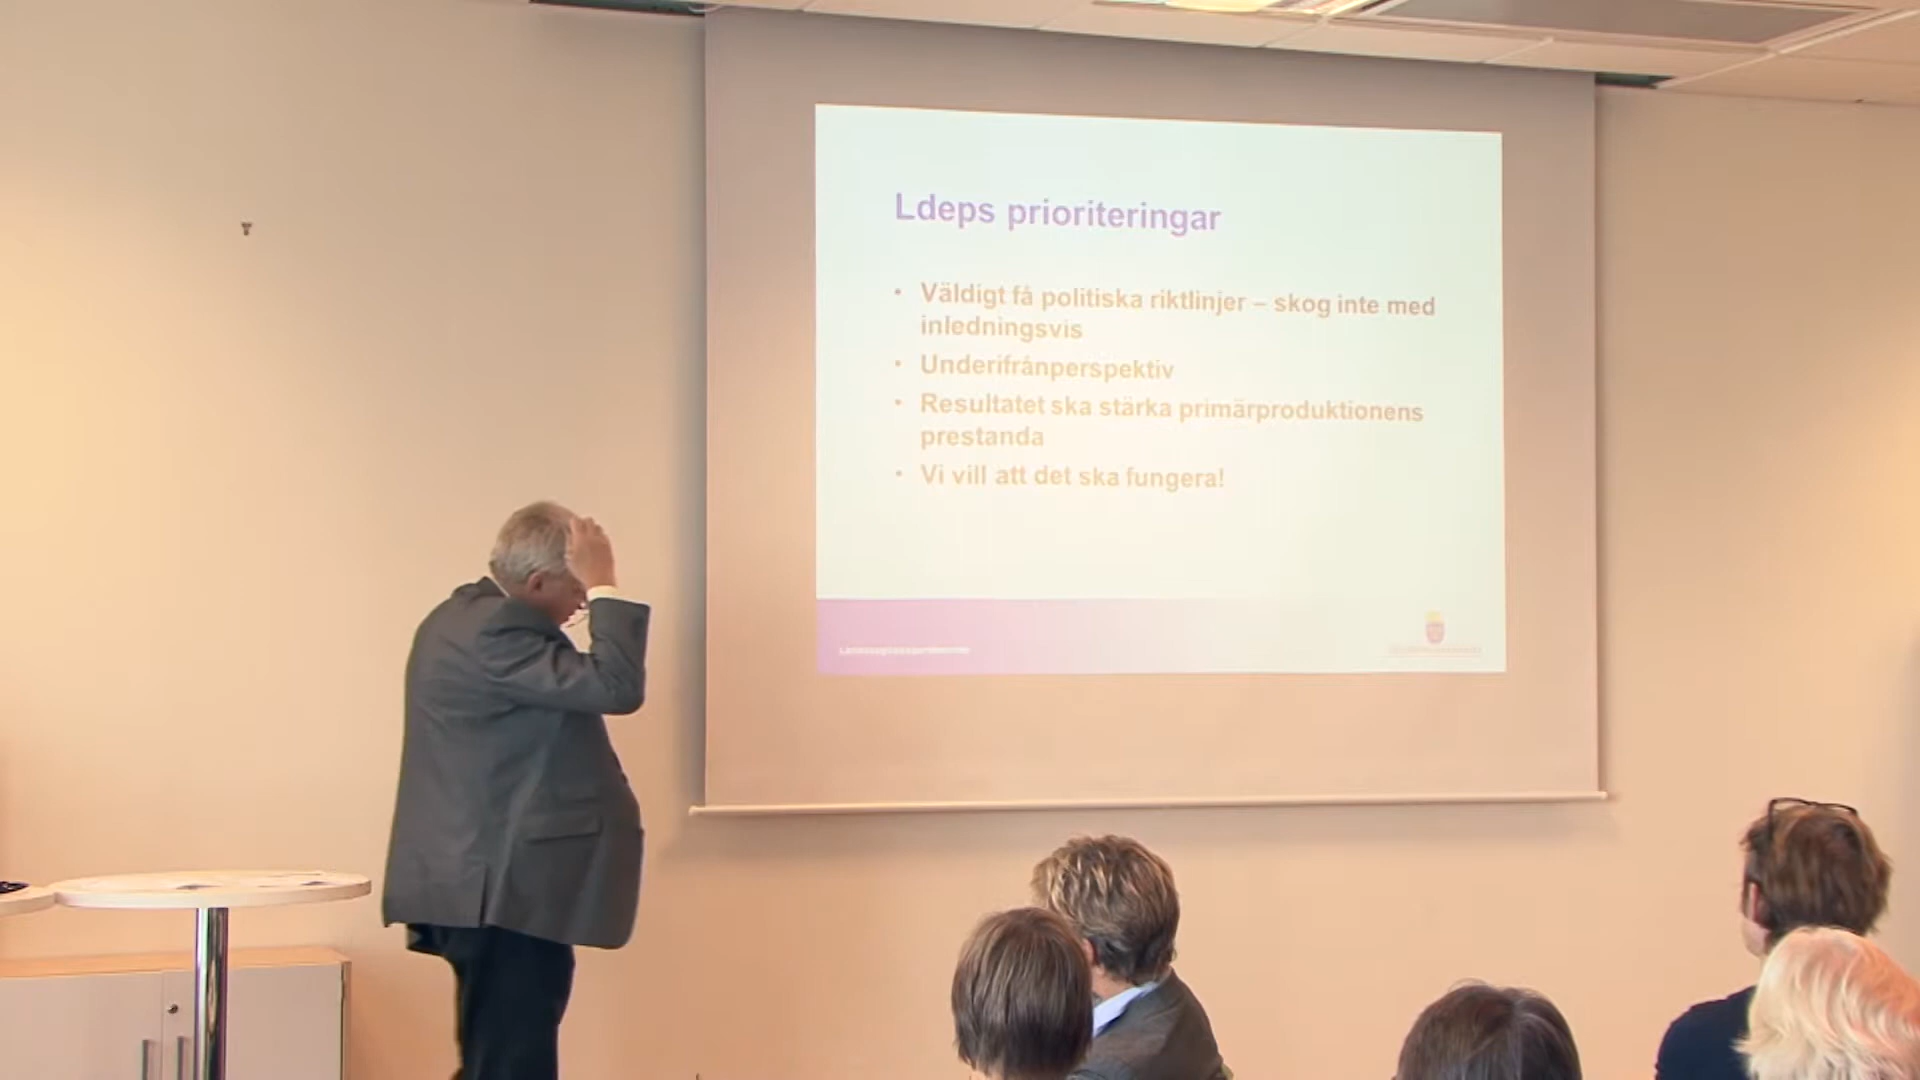 Ldeps prioriteringar
• Väldigt få politiska riktlinjer – skog inte med
inledningsvis
• Underifrånperspektiv
• Resultatet ska stärka primärproduktionens
prestanda
• Vi vill att det ska fungera!